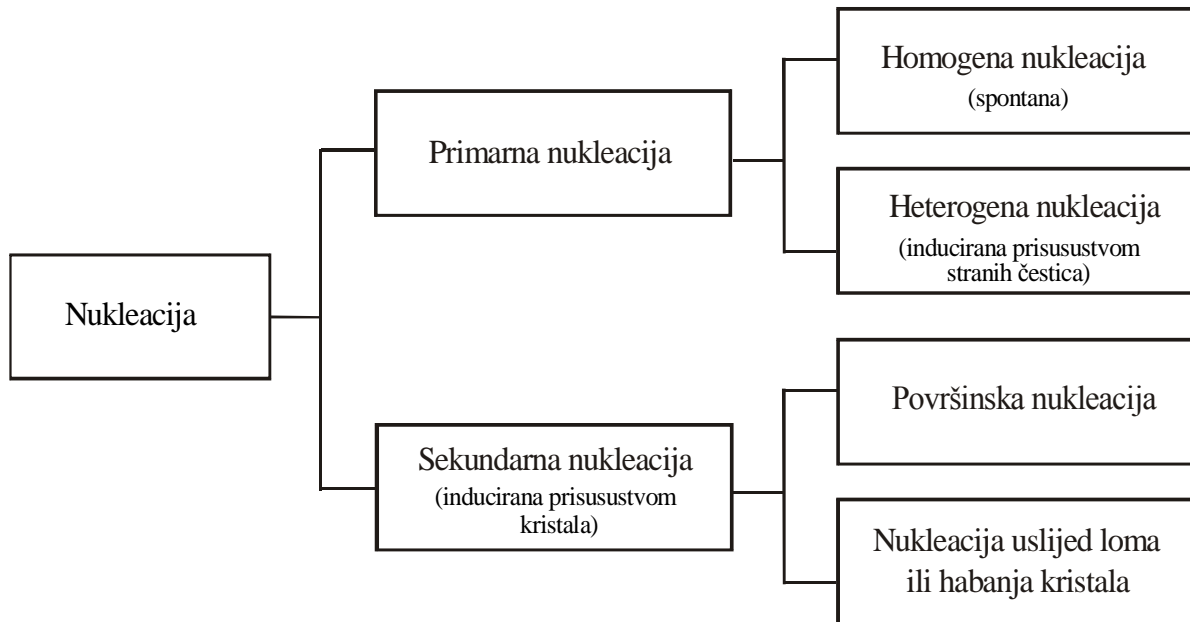 Nukleacija
Primarna nukleacija
Homogena nukleacija
(spontana)
Heterogena nukleacija
(inducirana prisusustvom
stranih čestica)
Sekundarna nukleacija
(inducirana prisusustvom
kristala)
Površinska nukleacija
Nukleacija uslijed loma
ili habanja kristala